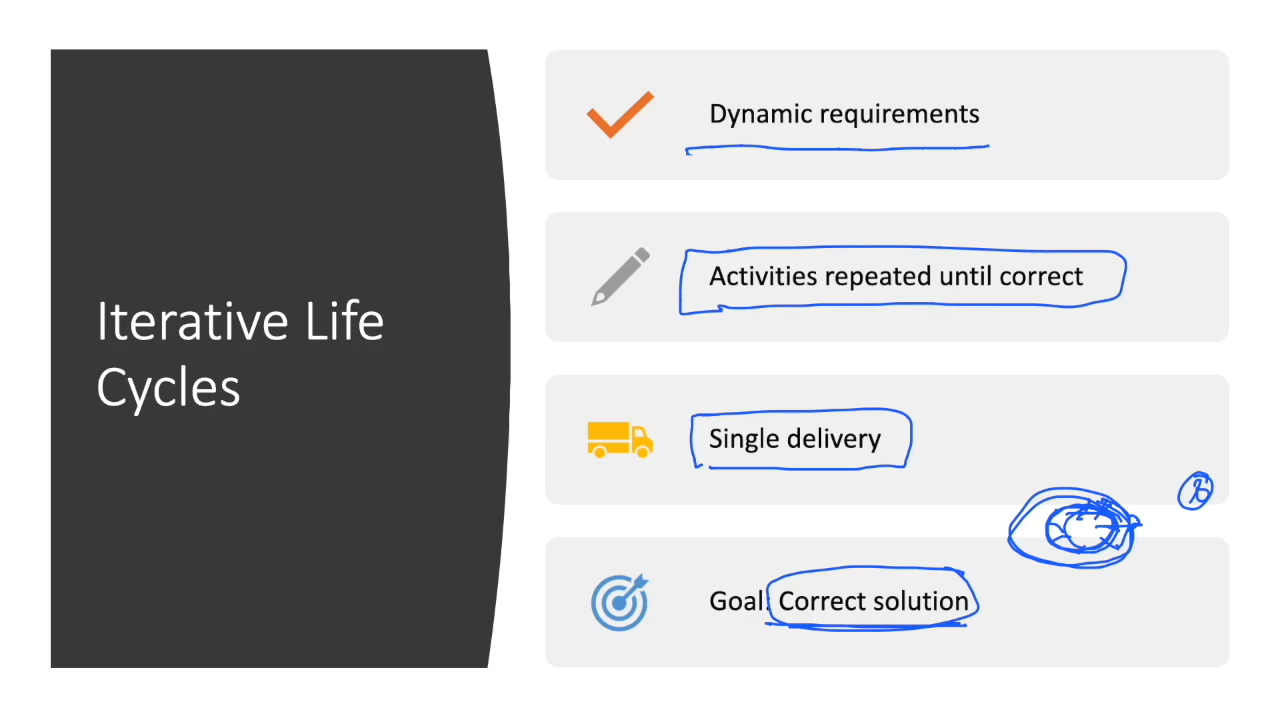 Iterative Life
Cycles
Dynamic requirements
Activities repeated until correct
Single delivery
Goal: Correct solution